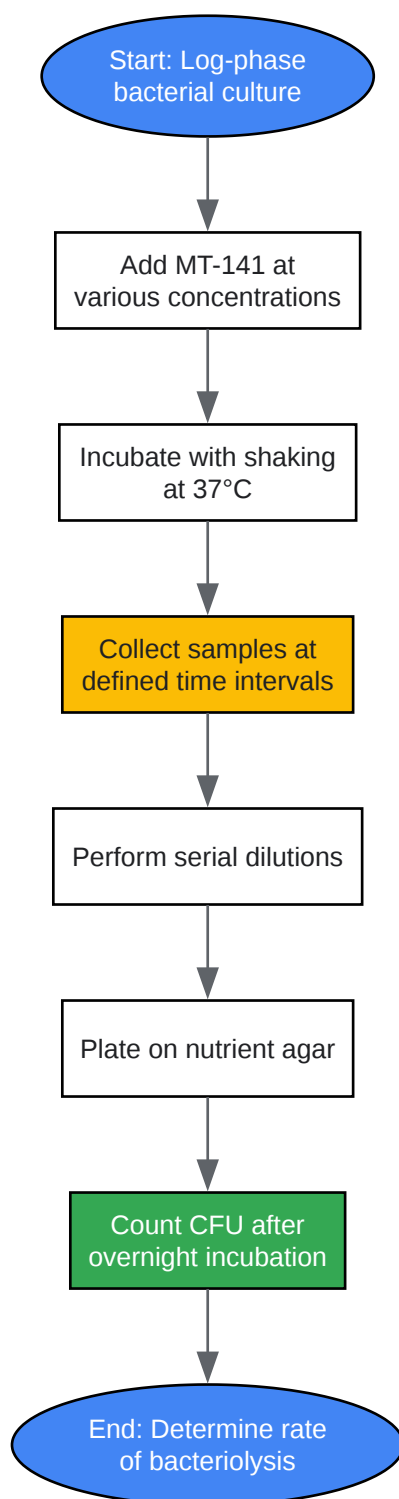 Start: Log-phase
bacterial culture
Add MT-141 at
various concentrations
Incubate with shaking
at 37°C
Collect samples at
defined time intervals
Perform serial dilutions
Plate on nutrient agar
Count CFU after
overnight incubation
End: Determine rate
of bacteriolysis